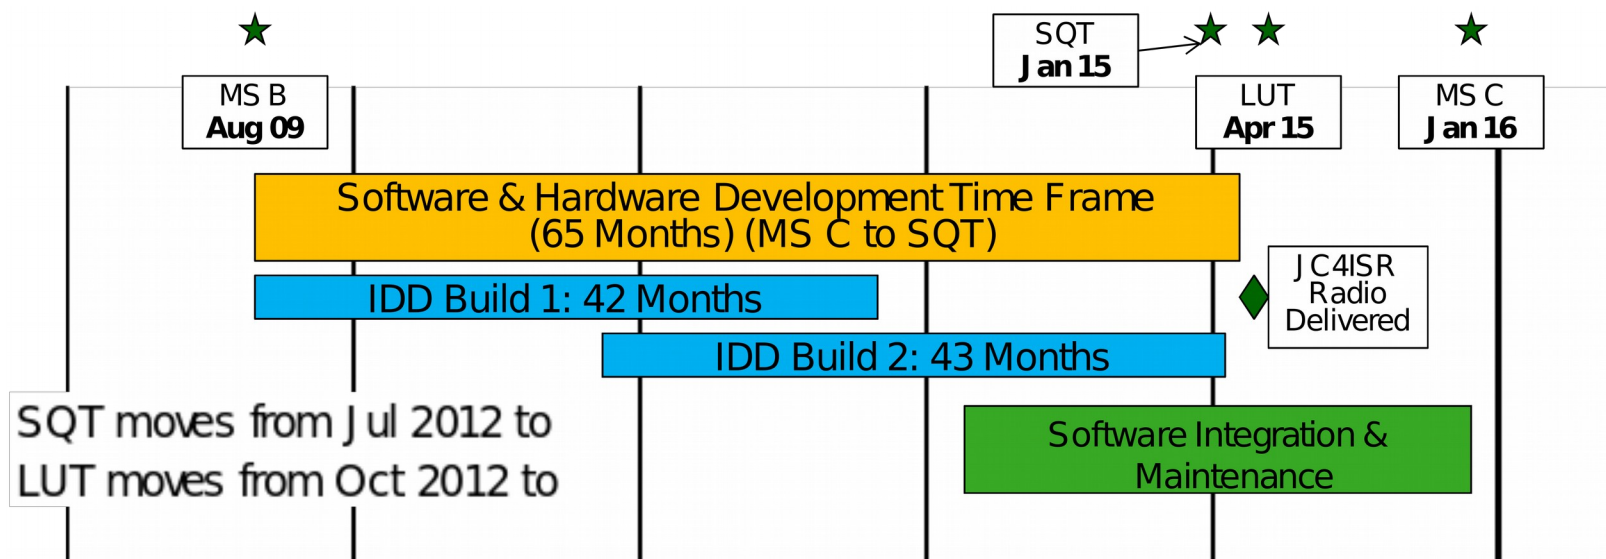 SQT
Jan 15
MS B
Aug 09
LUT
Apr 15
MS C
Jan 16
Software & Hardware Development Time Frame
(65 Months) (MS C to SQT)
IDD Build 1: 42 Months
JC4ISR
Radio
Delivered
IDD Build 2: 43 Months
SQT moves from Jul 2012 to
LUT moves from Oct 2012 to
Software Integration &
Maintenance